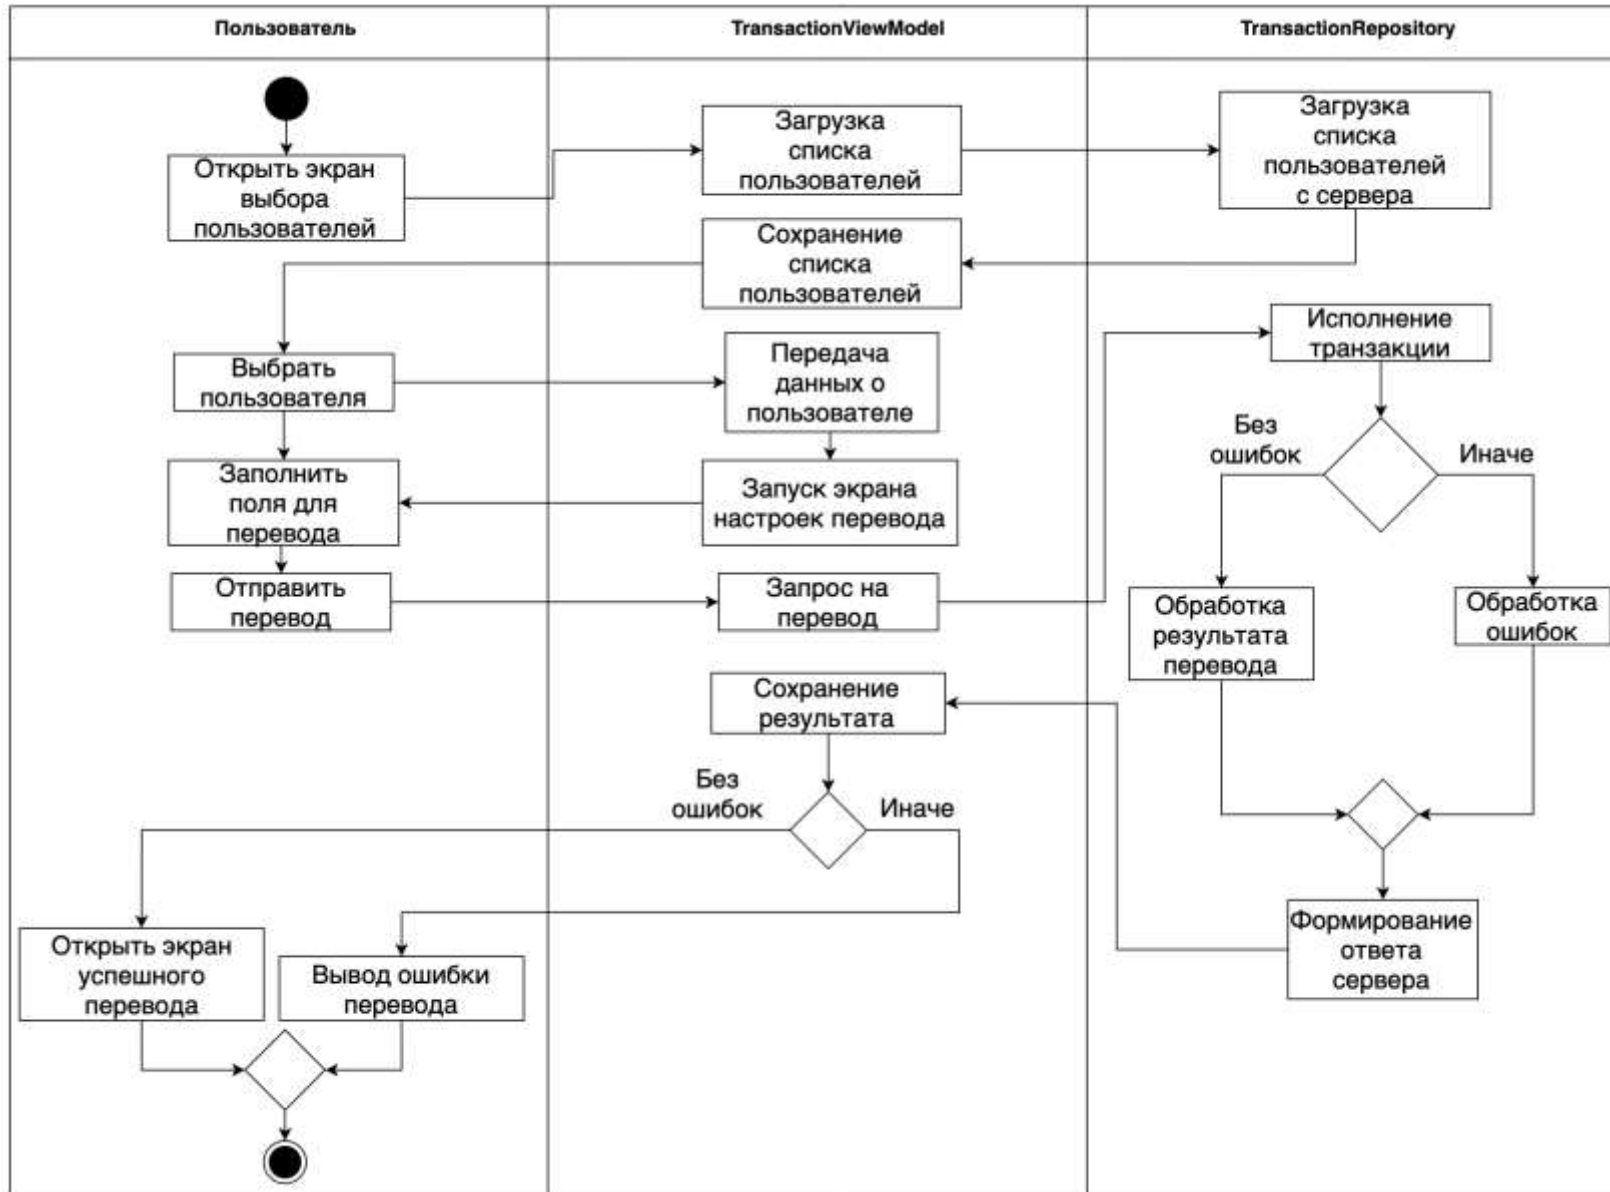 Пользователь
TransactionViewModel
TransactionRepository
Открыть экран
выбора
пользователей
Загрузка
списка
пользователей
Загрузка
списка
пользователей
с сервера
Сохранение
списка
пользователей
Выбрать
пользователя
Передача
данных о
пользователе
Исполнение
транзакции
Без
ошибок
Иначе
Заполнить
поля для
перевода
Запуск экрана
настроек перевода
Отправить
перевод
Запрос на
перевод
Обработка
результата
перевода
Обработка
ошибок
Сохранение
результата
Без
ошибок
Иначе
Формирование
ответа
сервера
Открыть экран
успешного
перевода
Вывод ошибки
перевода